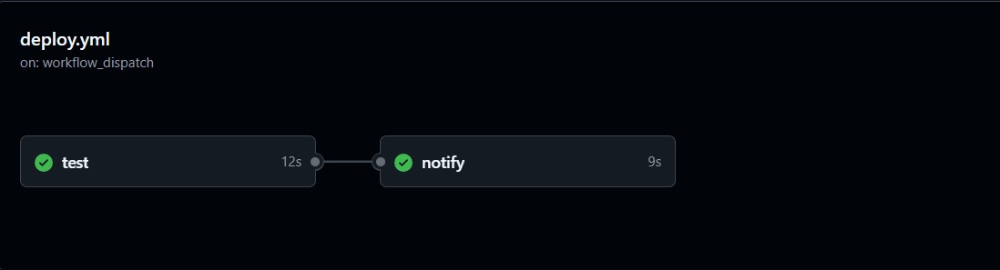 deploy.yml
on: workflow_dispatch
test 12s
notify 9s